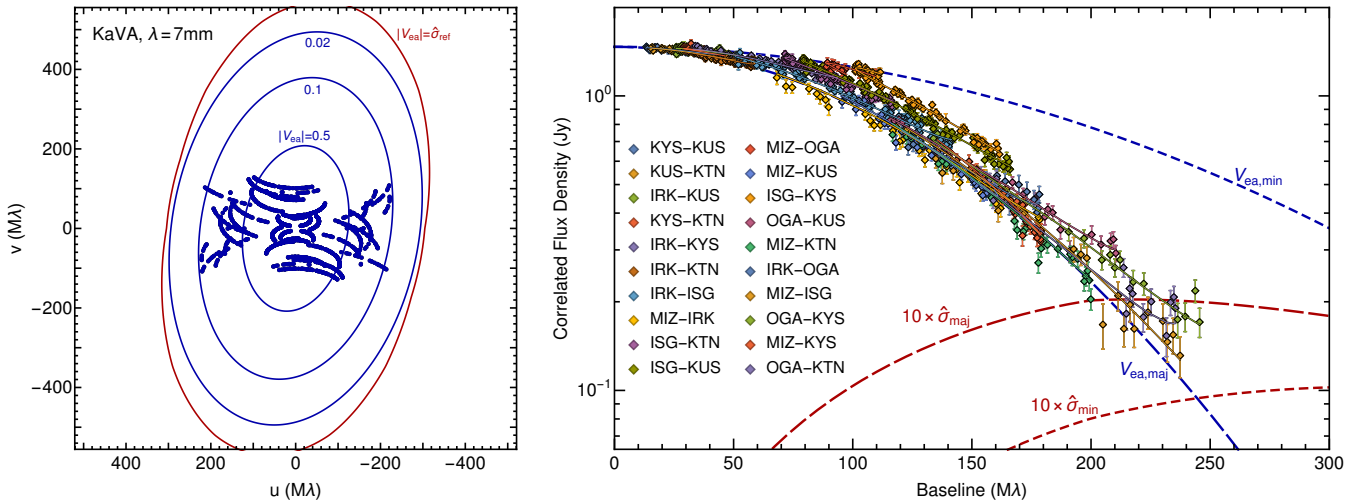 KaVA, λ=7mm
|V_ea|=σ̂_ref
0.02
0.1
|V_ea|=0.5
v (Mλ)
400
200
0
−200
−400
400 200 0 −200 −400
u (Mλ)
Correlated Flux Density (Jy)
10^0
10^−1
V_ea,min
KYS−KUS MIZ−OGA
KUS−KTN MIZ−KUS
IRK−KUS ISG−KYS
KYS−KTN OGA−KUS
IRK−KYS MIZ−KTN
IRK−KTN IRK−OGA
IRK−ISG MIZ−ISG
MIZ−IRK OGA−KYS
ISG−KTN MIZ−KYS
ISG−KUS OGA−KTN
10×σ̂_maj
V_ea,maj
10×σ̂_min
0 50 100 150 200 250 300
Baseline (Mλ)